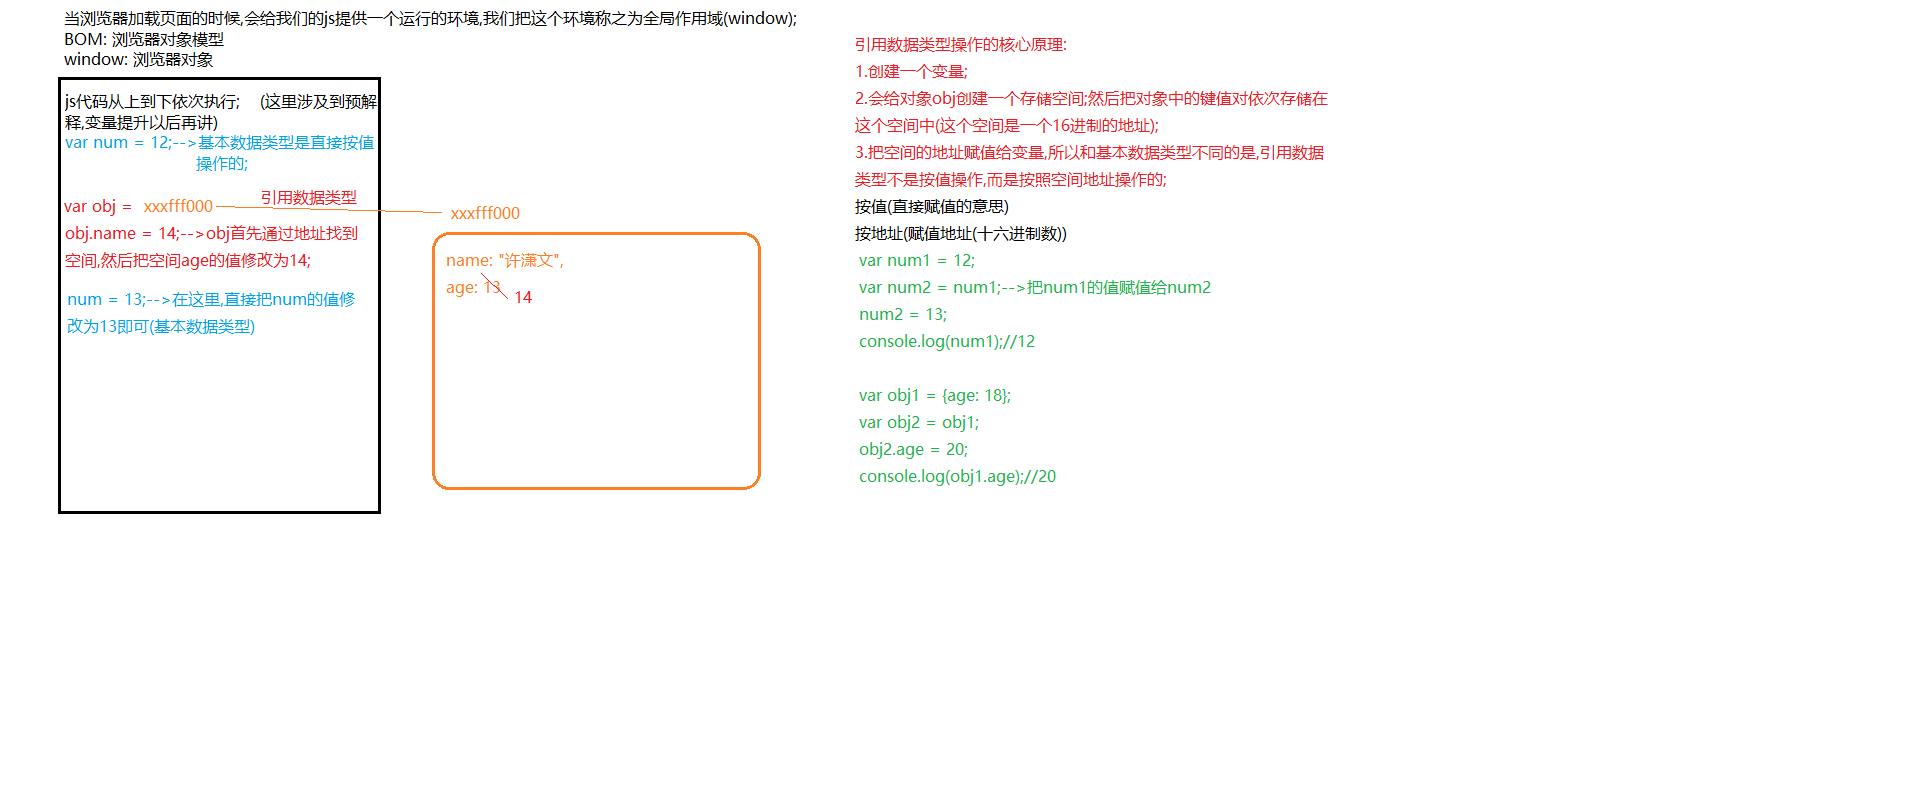 当浏览器加载页面的时候,会给我们的js提供一个运行的环境,我们把这个环境称之为全局作用域(window);
BOM: 浏览器对象模型
window: 浏览器对象
js代码从上到下依次执行;    (这里涉及到预解
释,变量提升以后再讲)
var num = 12;-->基本数据类型是直接按值
操作的;
引用数据类型
var obj =  xxxfff000
obj.name = 14;-->obj首先通过地址找到
空间,然后把空间age的值修改为14;
num = 13;-->在这里,直接把num的值修
改为13即可(基本数据类型)
xxxfff000
name: "许潇文",
age: 13
14
引用数据类型操作的核心原理:
1.创建一个变量;
2.会给对象obj创建一个存储空间;然后把对象中的键值对依次存储在
这个空间中(这个空间是一个16进制的地址);
3.把空间的地址赋值给变量,所以和基本数据类型不同的是,引用数据
类型不是按值操作,而是按照空间地址操作的;
按值(直接赋值的意思)
按地址(赋值地址(十六进制数))
var num1 = 12;
var num2 = num1;-->把num1的值赋值给num2
num2 = 13;
console.log(num1);//12
var obj1 = {age: 18};
var obj2 = obj1;
obj2.age = 20;
console.log(obj1.age);//20